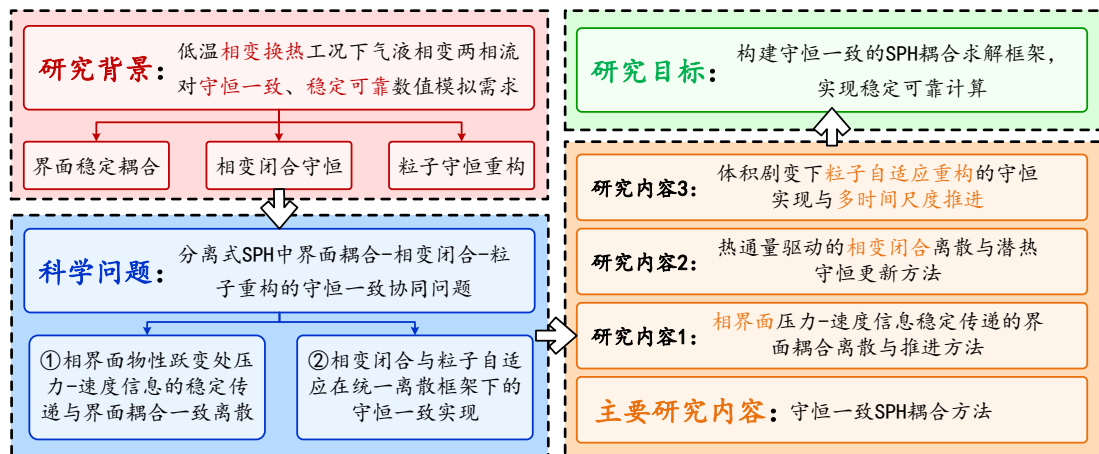 研究背景：
低温相变换热工况下气液相变两相流
对守恒一致、稳定可靠数值模拟需求
界面稳定耦合
相变闭合守恒
粒子守恒重构
科学问题：
分离式SPH中界面耦合-相变闭合-粒
子重构的守恒一致协同问题
①相界面物性跃变处压
力-速度信息的稳定传
递与界面耦合一致离散
②相变闭合与粒子自适
应在统一离散框架下的
守恒一致实现
研究目标：
构建守恒一致的SPH耦合求解框架，
实现稳定可靠计算
研究内容3：
体积剧变下粒子自适应重构的守恒
实现与多时间尺度推进
研究内容2：
热通量驱动的相变闭合离散与潜热
守恒更新方法
研究内容1：
相界面压力-速度信息稳定传递的界
面耦合离散与推进方法
主要研究内容：
守恒一致SPH耦合方法